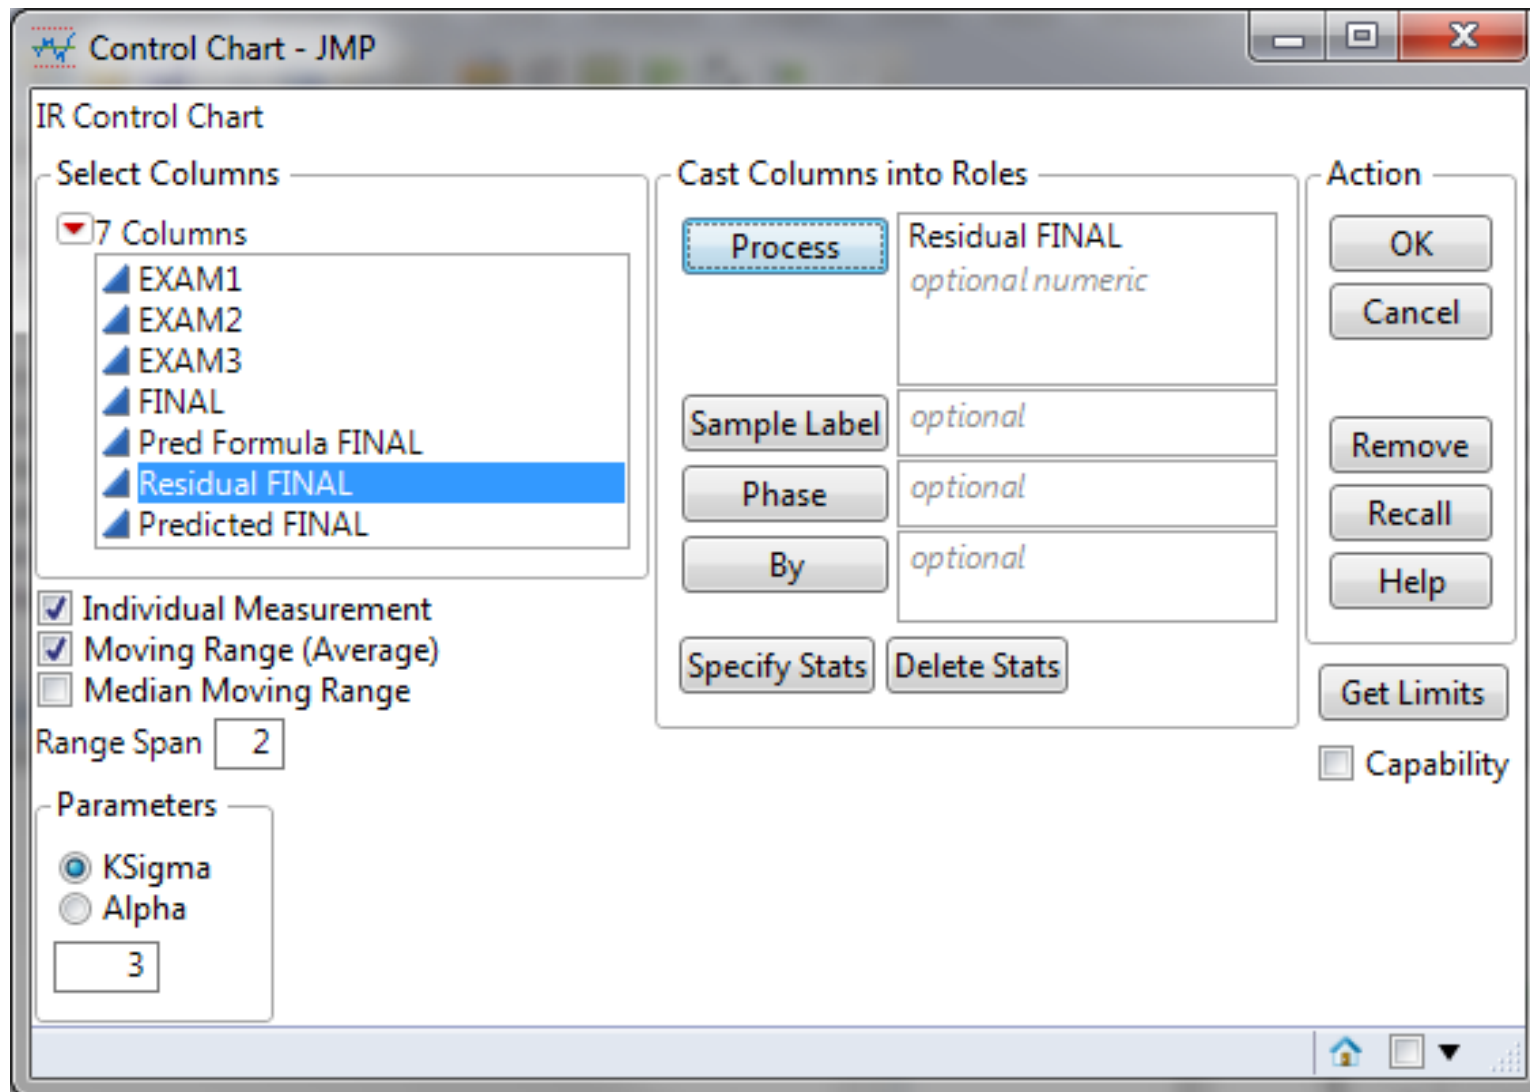 Control Chart - JMP
IR Control Chart
Select Columns
7 Columns
EXAM1
EXAM2
EXAM3
FINAL
Pred Formula FINAL
Residual FINAL
Predicted FINAL
Individual Measurement
Moving Range (Average)
Median Moving Range
Range Span 2
Parameters
KSigma
Alpha
3
Cast Columns into Roles
Process
Residual FINAL
optional numeric
Sample Label
optional
Phase
optional
By
optional
Specify Stats
Delete Stats
Action
OK
Cancel
Remove
Recall
Help
Get Limits
Capability